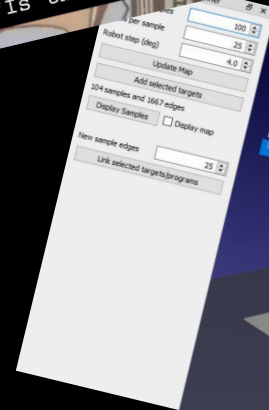 is
per sample
100
25
Robot step (deg)
4.0
Update Map
Add selected targets
104 samples and 1667 edges
Display Samples
Display map
New sample edges
25
Link selected targets/programs